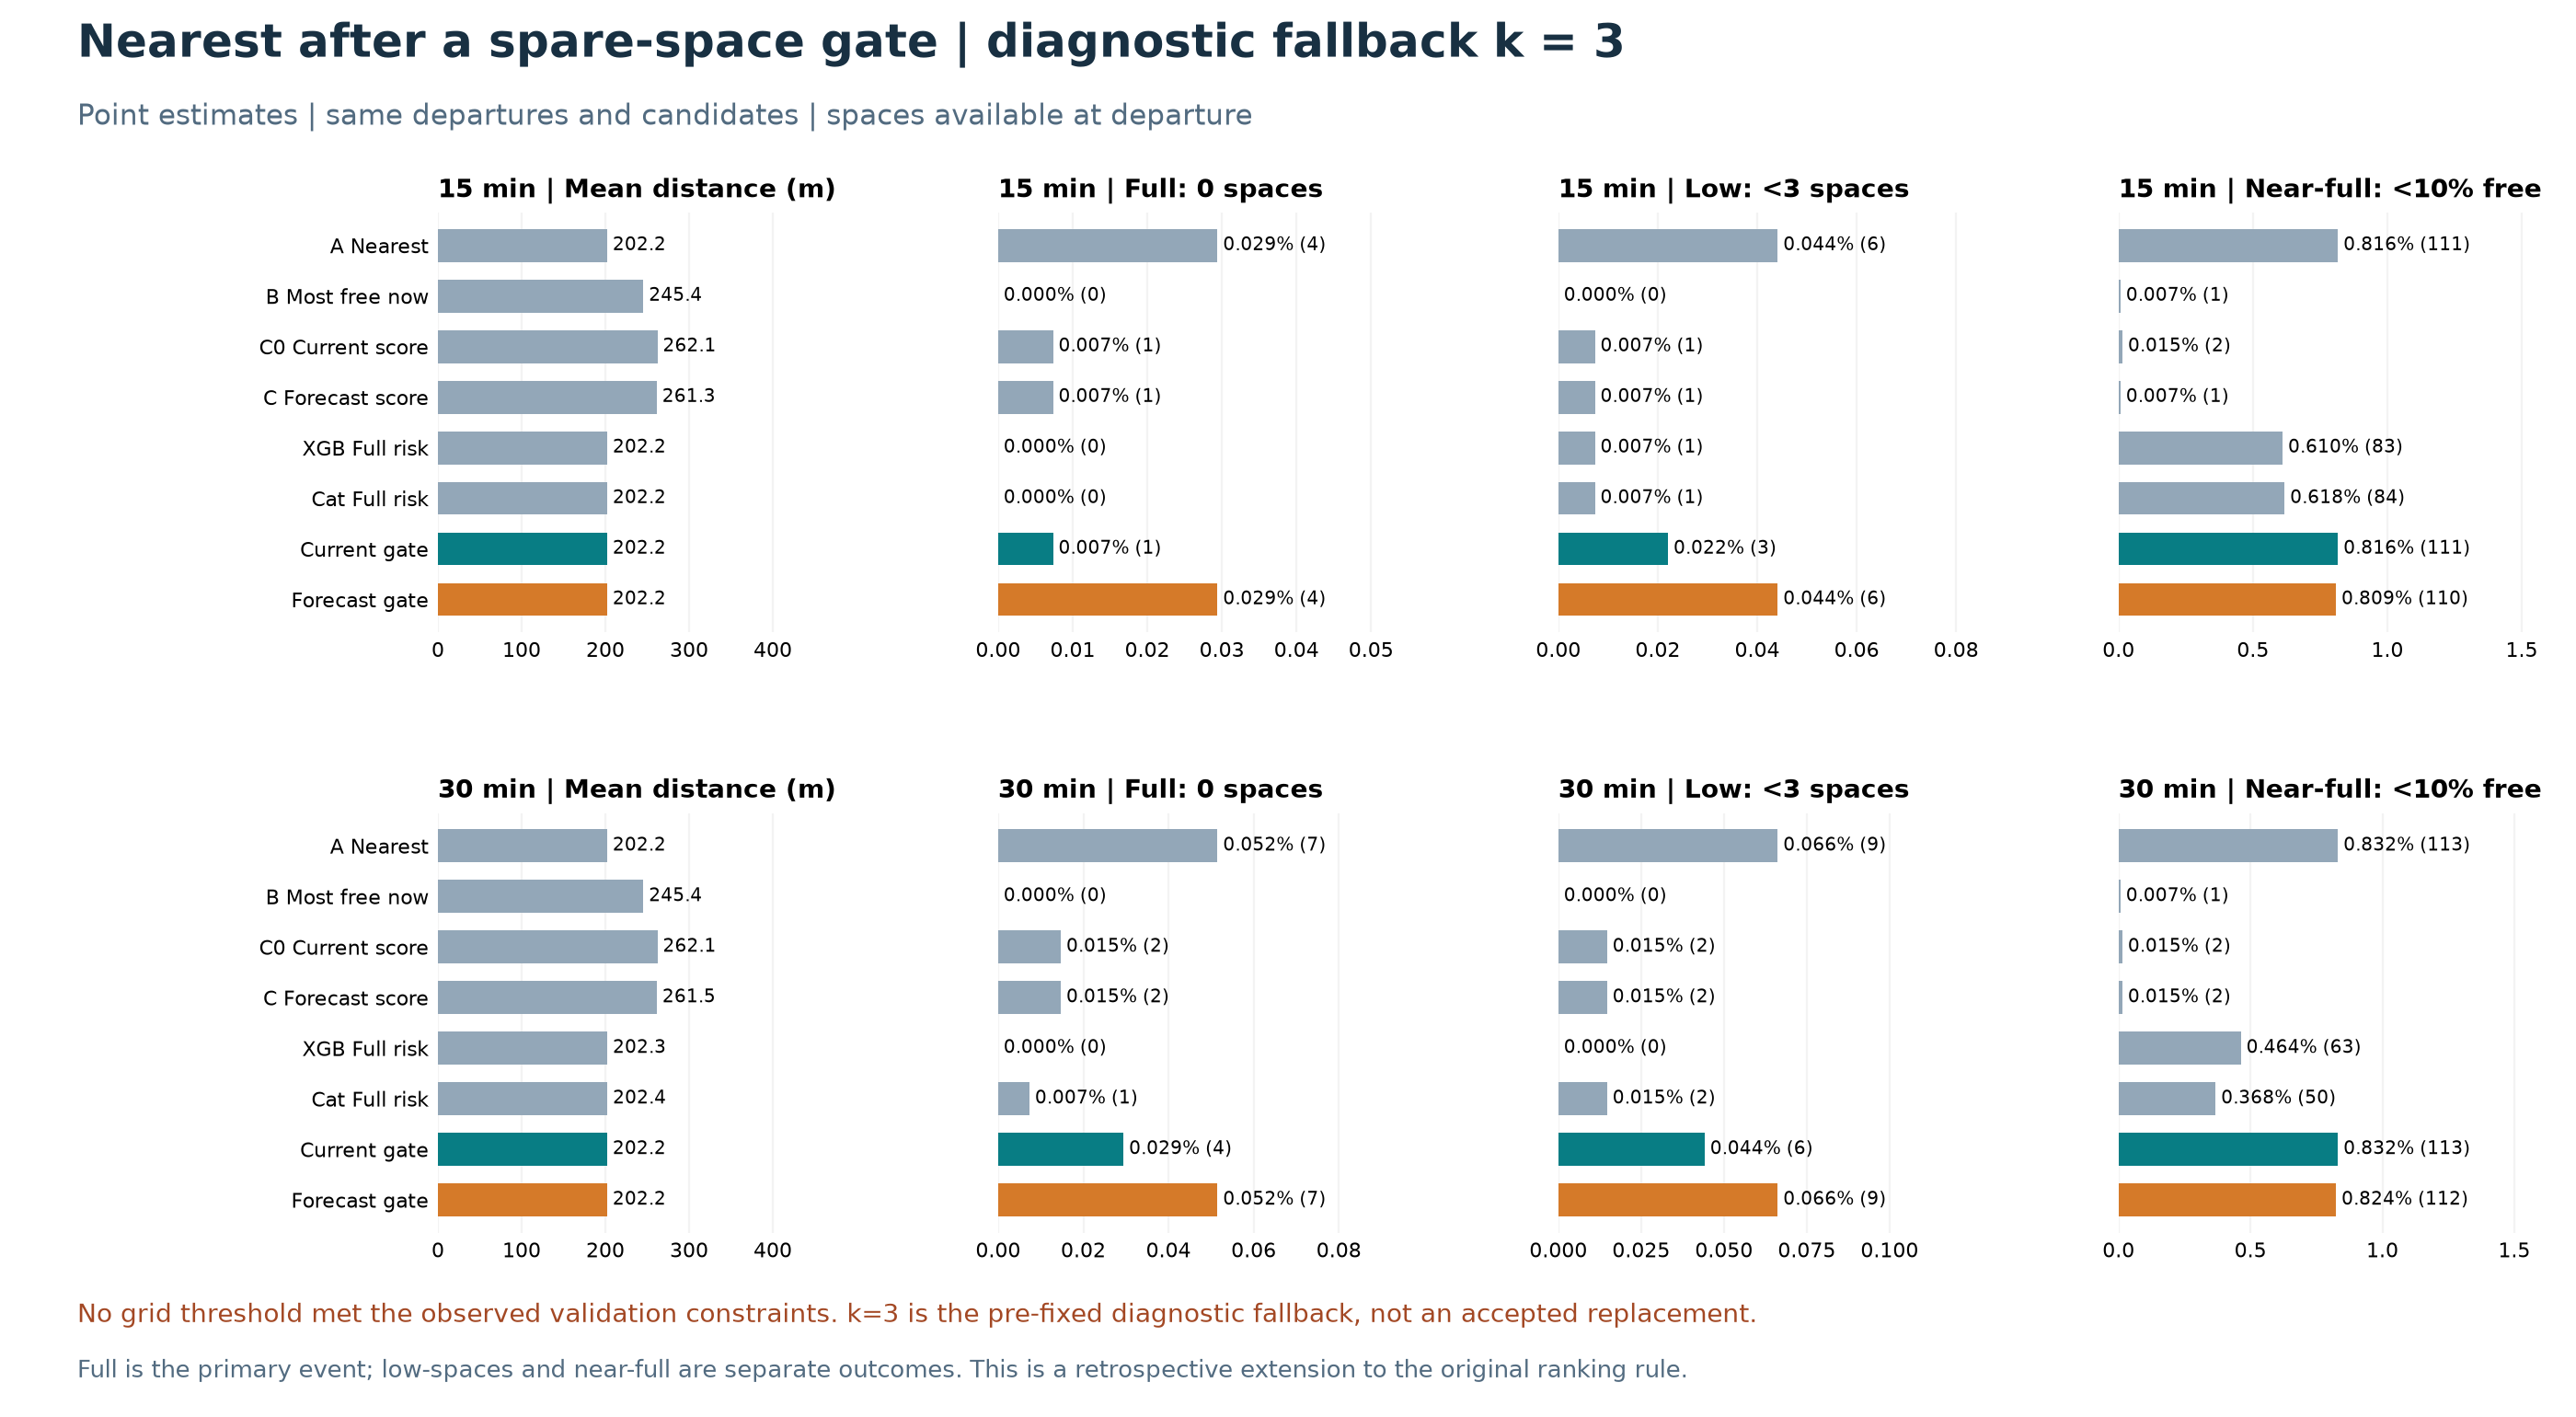 Nearest after a spare-space gate | diagnostic fallback k = 3
Point estimates | same departures and candidates | spaces available at departure
15 min | Mean distance (m)
A Nearest 202.2
B Most free now 245.4
C0 Current score 262.1
C Forecast score 261.3
XGB Full risk 202.2
Cat Full risk 202.2
Current gate 202.2
Forecast gate 202.2
0 100 200 300 400
15 min | Full: 0 spaces
0.029% (4)
0.000% (0)
0.007% (1)
0.007% (1)
0.000% (0)
0.000% (0)
0.007% (1)
0.029% (4)
0.00 0.01 0.02 0.03 0.04 0.05
15 min | Low: <3 spaces
0.044% (6)
0.000% (0)
0.007% (1)
0.007% (1)
0.007% (1)
0.007% (1)
0.022% (3)
0.044% (6)
0.00 0.02 0.04 0.06 0.08
15 min | Near-full: <10% free
0.816% (111)
0.007% (1)
0.015% (2)
0.007% (1)
0.610% (83)
0.618% (84)
0.816% (111)
0.809% (110)
0.0 0.5 1.0 1.5
30 min | Mean distance (m)
A Nearest 202.2
B Most free now 245.4
C0 Current score 262.1
C Forecast score 261.5
XGB Full risk 202.3
Cat Full risk 202.4
Current gate 202.2
Forecast gate 202.2
0 100 200 300 400
30 min | Full: 0 spaces
0.052% (7)
0.000% (0)
0.015% (2)
0.015% (2)
0.000% (0)
0.007% (1)
0.029% (4)
0.052% (7)
0.00 0.02 0.04 0.06 0.08
30 min | Low: <3 spaces
0.066% (9)
0.000% (0)
0.015% (2)
0.015% (2)
0.000% (0)
0.015% (2)
0.044% (6)
0.066% (9)
0.000 0.025 0.050 0.075 0.100
30 min | Near-full: <10% free
0.832% (113)
0.007% (1)
0.015% (2)
0.015% (2)
0.464% (63)
0.368% (50)
0.832% (113)
0.824% (112)
0.0 0.5 1.0 1.5
No grid threshold met the observed validation constraints. k=3 is the pre-fixed diagnostic fallback, not an accepted replacement.
Full is the primary event; low-spaces and near-full are separate outcomes. This is a retrospective extension to the original ranking rule.